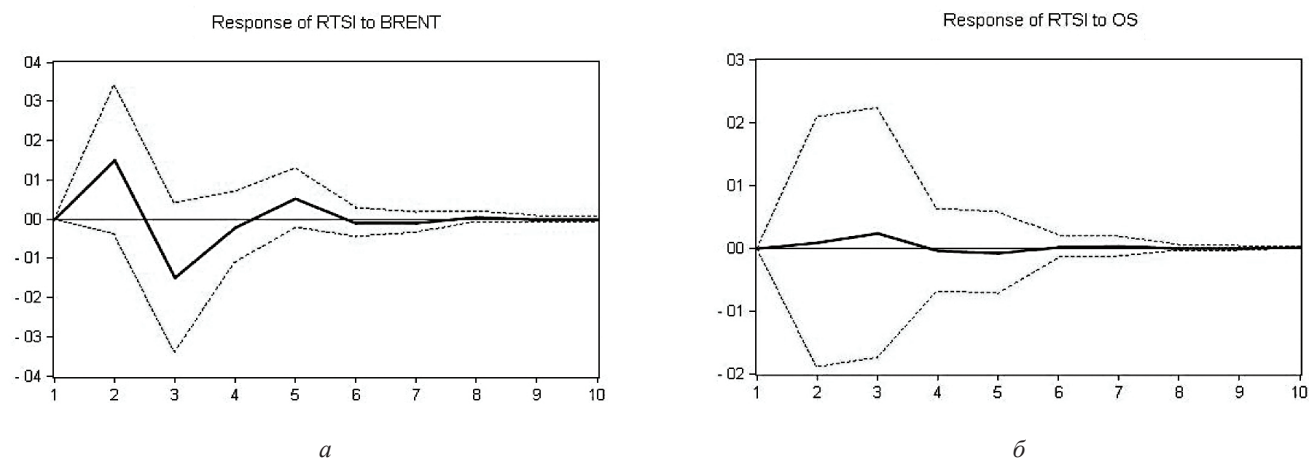 Response of RTSI to BRENT
04
03
02
01
00
- 01
- 02
- 03
- 04
1 2 3 4 5 6 7 8 9 10
а
Response of RTSI to OS
03
02
01
00
- 01
- 02
1 2 3 4 5 6 7 8 9 10
б